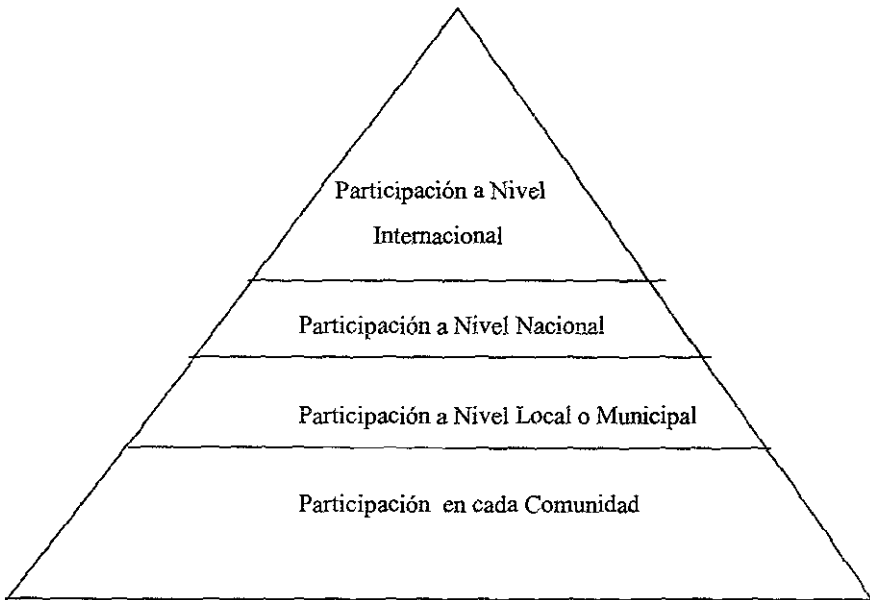 Participación a Nivel
Internacional
Participación a Nivel Nacional
Participación a Nivel Local o Municipal
Participación en cada Comunidad